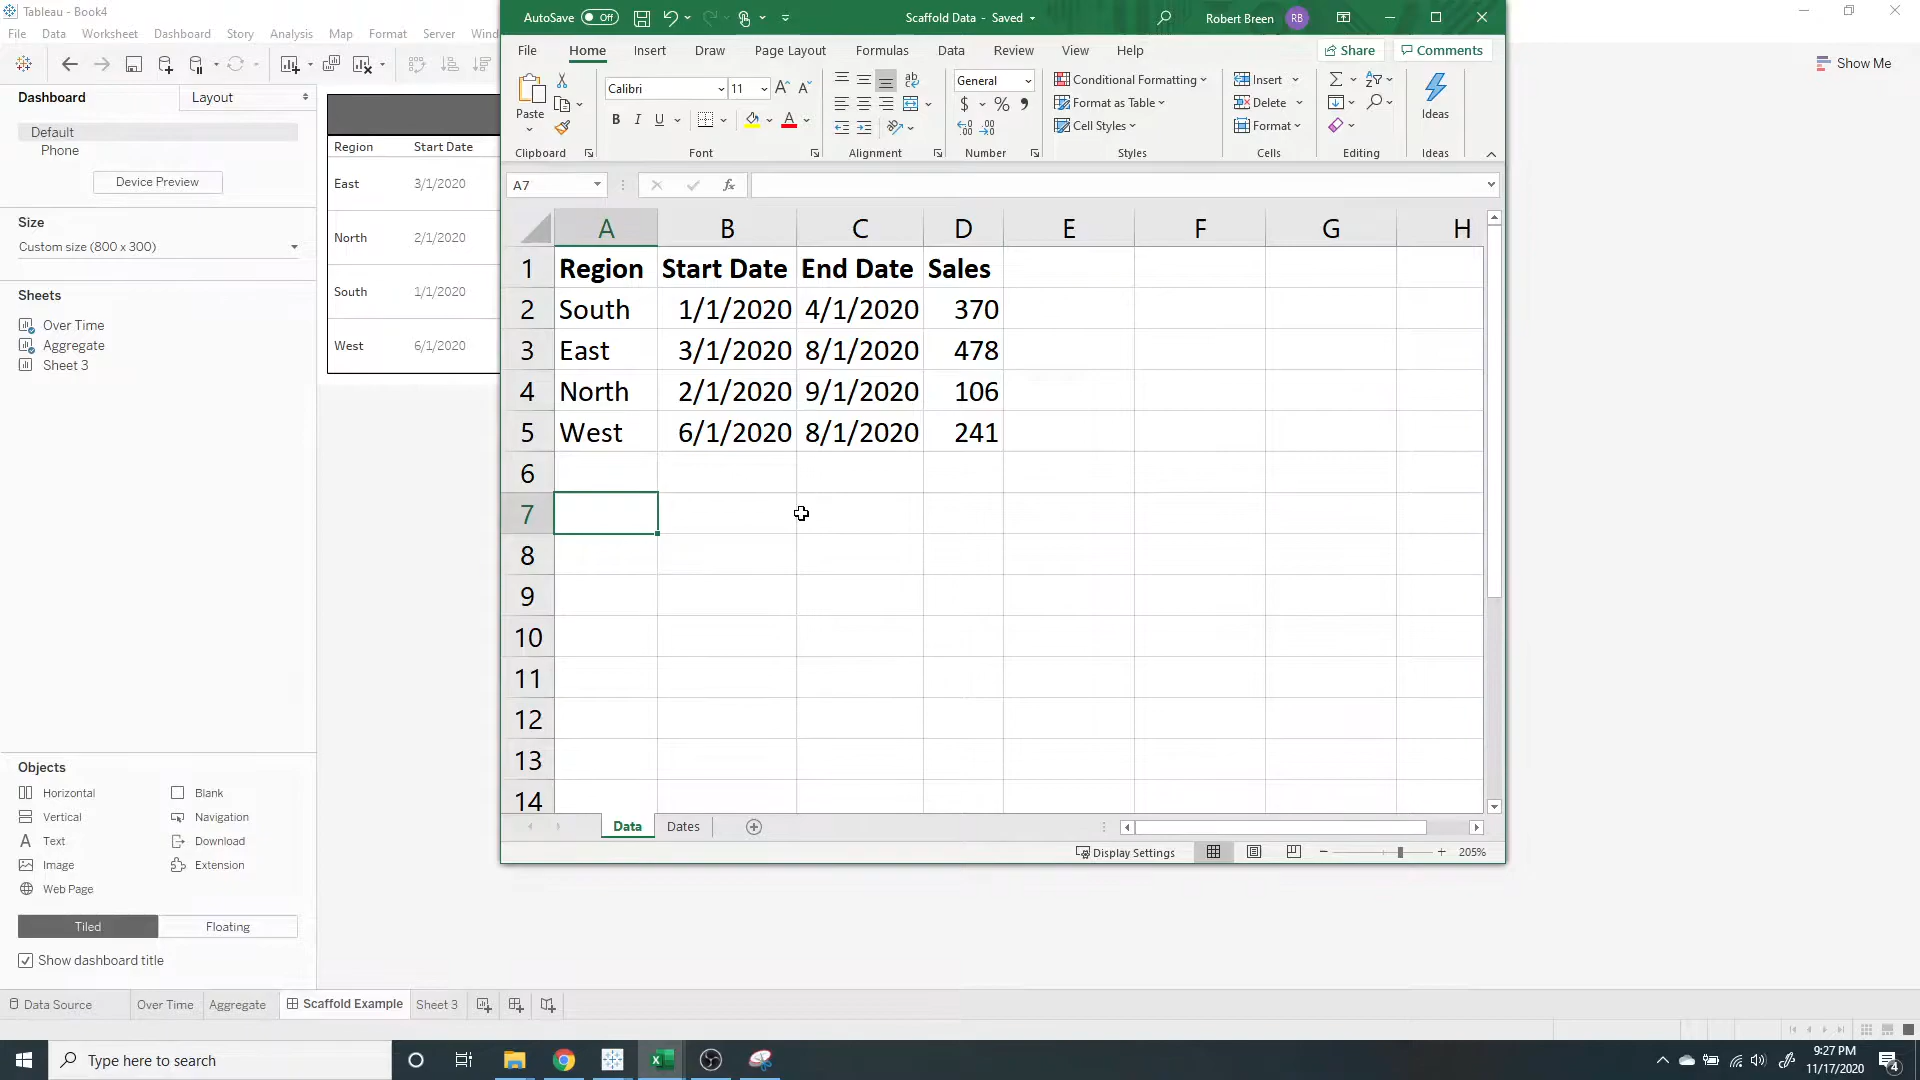 Tableau - Book4
File Data Worksheet Dashboard Story Analysis Map Format Server Wind
Dashboard
Layout
Default
Phone
Device Preview
Size
Custom size (800 x 300)
Sheets
Over Time
Aggregate
Sheet 3
Region Start Date
East 3/1/2020
North 2/1/2020
South 1/1/2020
West 6/1/2020
Objects
Horizontal Blank
Vertical Navigation
Text Download
Image Extension
Web Page
Tiled Floating
Show dashboard title
Data Source Over Time Aggregate Scaffold Example Sheet 3
Show Me
AutoSave Off
Scaffold Data - Saved
Robert Breen RB
File Home Insert Draw Page Layout Formulas Data Review View Help
Share Comments
Paste
Clipboard
Calibri 11
B I U
Font
ab
Alignment
General
$ % 9
Number
Conditional Formatting
Format as Table
Cell Styles
Styles
Insert
Delete
Format
Cells
Editing
Ideas
Ideas
A7
fx
A B C D E F G H
1 Region Start Date End Date Sales
2 South 1/1/2020 4/1/2020 370
3 East 3/1/2020 8/1/2020 478
4 North 2/1/2020 9/1/2020 106
5 West 6/1/2020 8/1/2020 241
6
7
8
9
10
11
12
13
14
Data Dates
Display Settings
205%
Type here to search
9:27 PM
11/17/2020
4